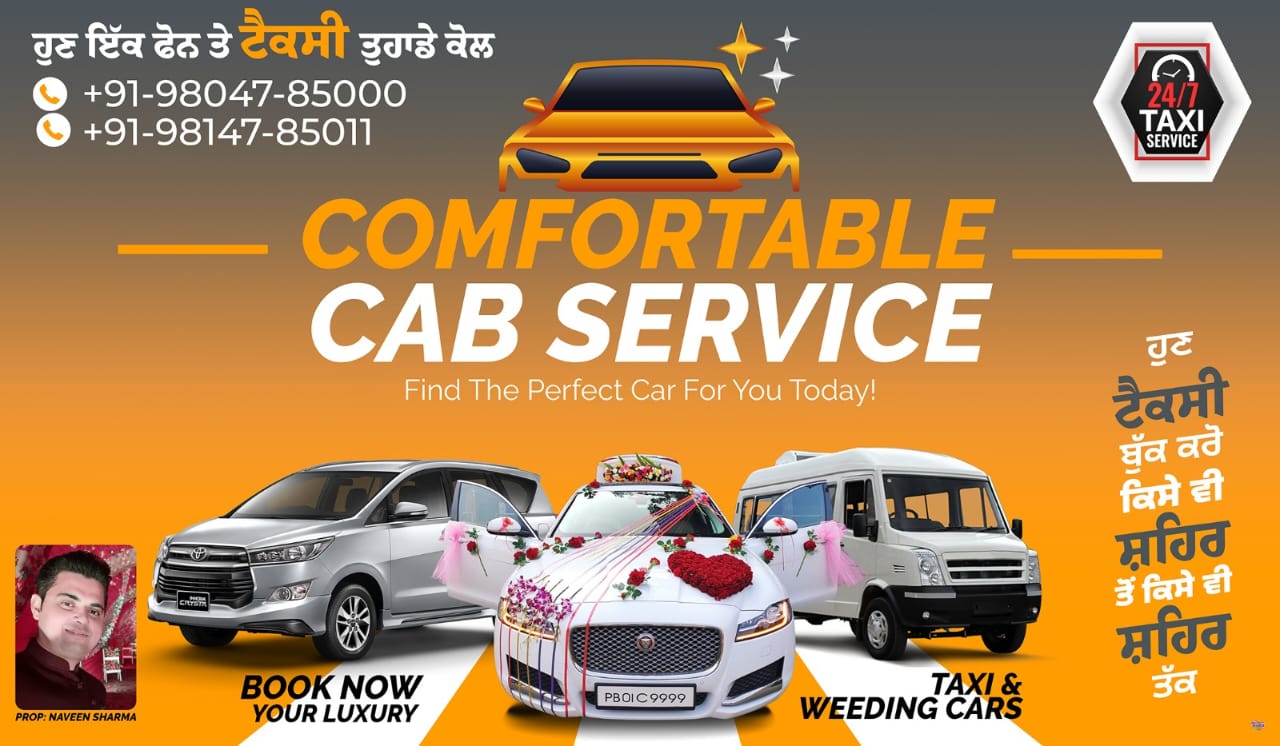 ਹੁਣ ਇੱਕ ਫੋਨ ਤੇ ਟੈਕਸੀ ਤੁਹਾਡੇ ਕੋਲ
+91-98047-85000
+91-98147-85011
24/7
TAXI
SERVICE
COMFORTABLE
CAB SERVICE
Find The Perfect Car For You Today!
ਹੁਣ
ਟੈਕਸੀ
ਬੁੱਕ ਕਰੋ
ਕਿਸੇ ਵੀ
ਸ਼ਹਿਰ
ਤੋਂ ਕਿਸੇ ਵੀ
ਸ਼ਹਿਰ
ਤੱਕ
CRYSTA
PB01C9999
PROP: NAVEEN SHARMA
BOOK NOW
YOUR LUXURY
TAXI &
WEEDING CARS